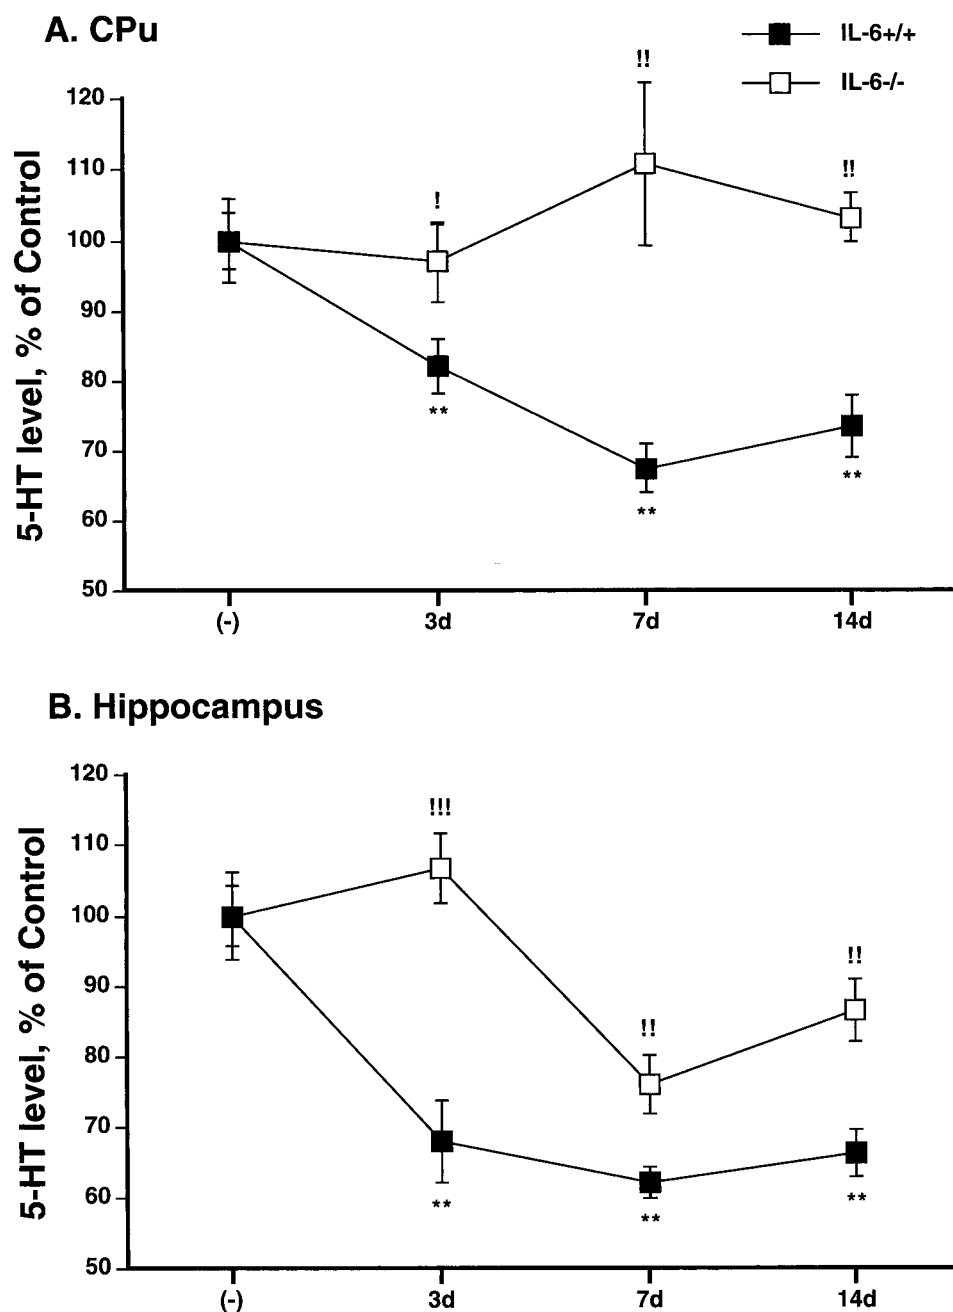 A. CPu
IL-6+/+
IL-6-/-
5-HT level, % of Control
120
110
100
90
80
70
60
50
!
!!
!!
**
**
**
(-)
3d
7d
14d
B. Hippocampus
5-HT level, % of Control
120
110
100
90
80
70
60
50
!!!
!!
!!
**
**
**
(-)
3d
7d
14d